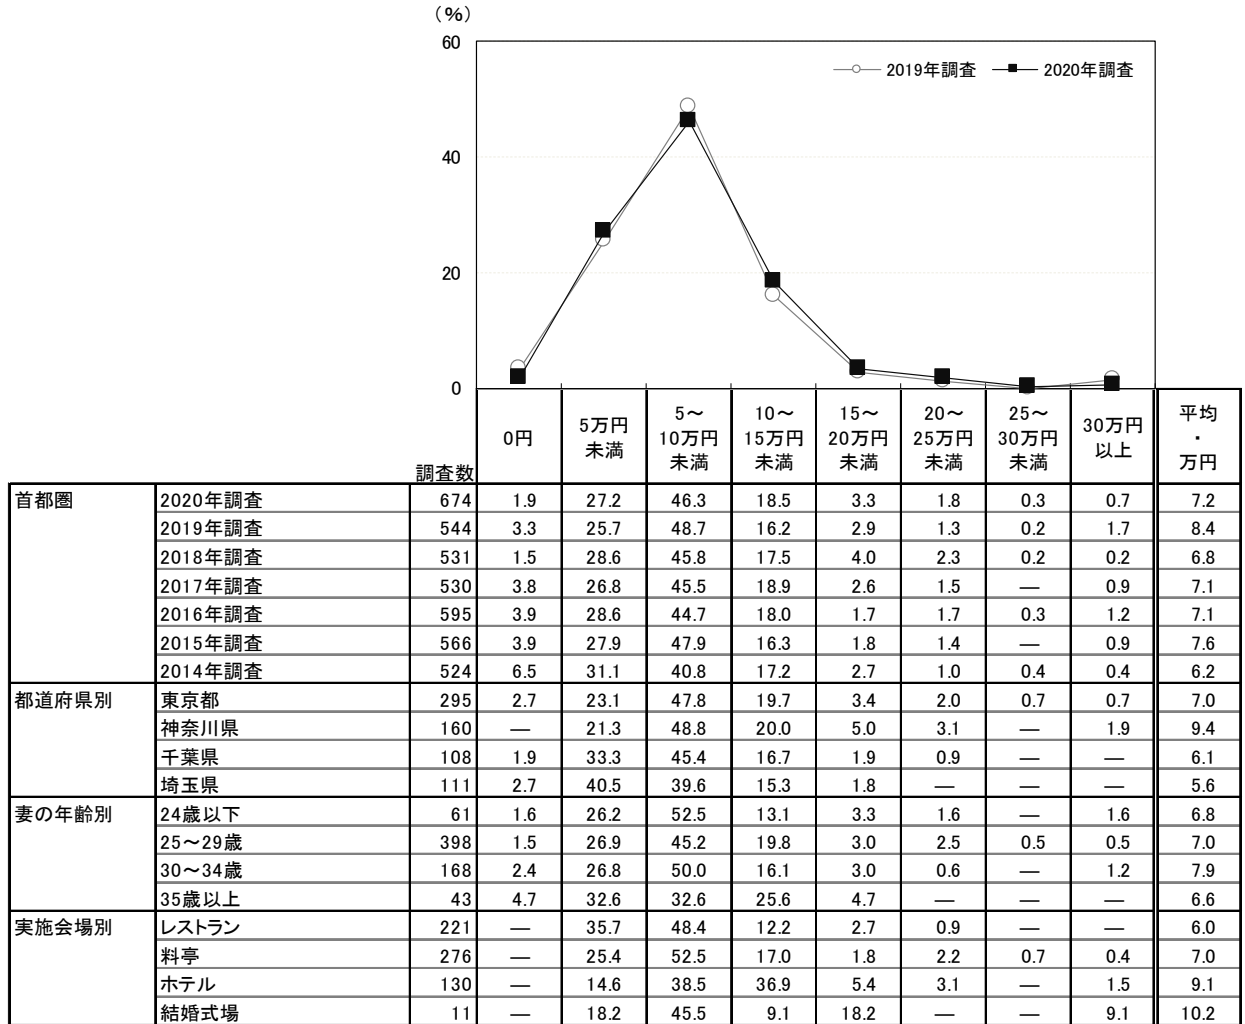 （％）
60
2019年調査 2020年調査
40
20
0
調査数 0円 5万円未満 5～10万円未満 10～15万円未満 15～20万円未満 20～25万円未満 25～30万円未満 30万円以上 平均・万円
首都圏 2020年調査 674 1.9 27.2 46.3 18.5 3.3 1.8 0.3 0.7 7.2
2019年調査 544 3.3 25.7 48.7 16.2 2.9 1.3 0.2 1.7 8.4
2018年調査 531 1.5 28.6 45.8 17.5 4.0 2.3 0.2 0.2 6.8
2017年調査 530 3.8 26.8 45.5 18.9 2.6 1.5 ― 0.9 7.1
2016年調査 595 3.9 28.6 44.7 18.0 1.7 1.7 0.3 1.2 7.1
2015年調査 566 3.9 27.9 47.9 16.3 1.8 1.4 ― 0.9 7.6
2014年調査 524 6.5 31.1 40.8 17.2 2.7 1.0 0.4 0.4 6.2
都道府県別 東京都 295 2.7 23.1 47.8 19.7 3.4 2.0 0.7 0.7 7.0
神奈川県 160 ― 21.3 48.8 20.0 5.0 3.1 ― 1.9 9.4
千葉県 108 1.9 33.3 45.4 16.7 1.9 0.9 ― ― 6.1
埼玉県 111 2.7 40.5 39.6 15.3 1.8 ― ― ― 5.6
妻の年齢別 24歳以下 61 1.6 26.2 52.5 13.1 3.3 1.6 ― 1.6 6.8
25～29歳 398 1.5 26.9 45.2 19.8 3.0 2.5 0.5 0.5 7.0
30～34歳 168 2.4 26.8 50.0 16.1 3.0 0.6 ― 1.2 7.9
35歳以上 43 4.7 32.6 32.6 25.6 4.7 ― ― ― 6.6
実施会場別 レストラン 221 ― 35.7 48.4 12.2 2.7 0.9 ― ― 6.0
料亭 276 ― 25.4 52.5 17.0 1.8 2.2 0.7 0.4 7.0
ホテル 130 ― 14.6 38.5 36.9 5.4 3.1 ― 1.5 9.1
結婚式場 11 ― 18.2 45.5 9.1 18.2 ― ― 9.1 10.2